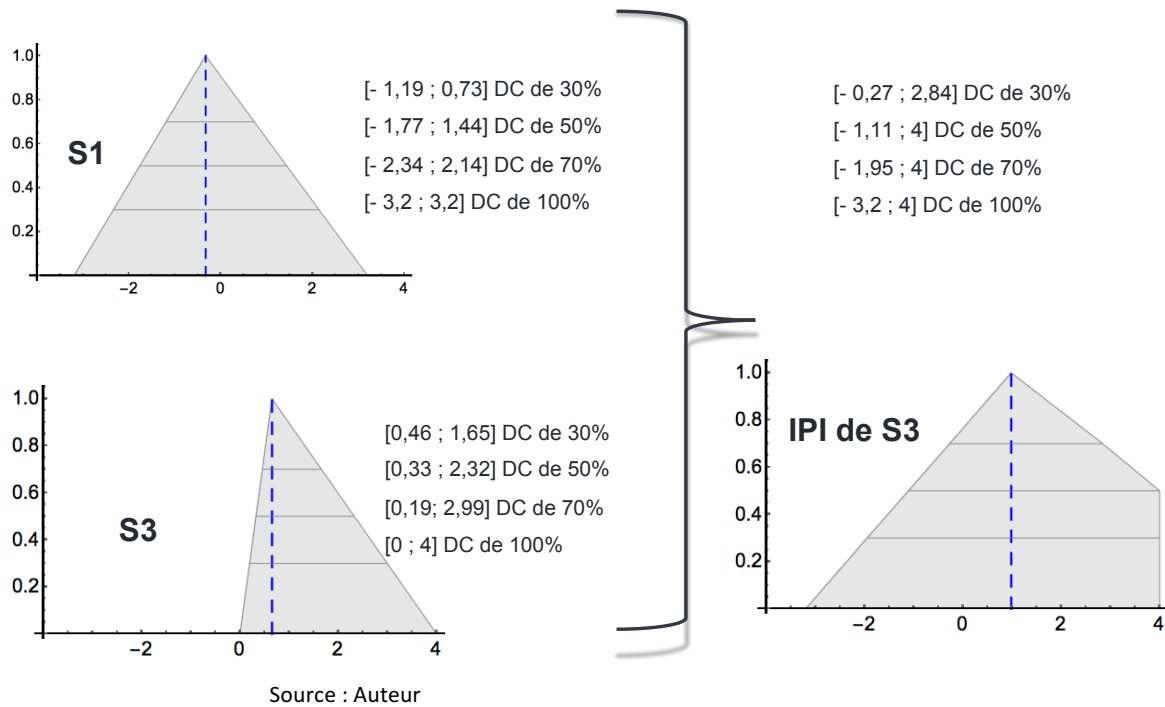 1.0
0.8
0.6
0.4
0.2
−2
0
2
4
S1
[- 1,19 ; 0,73] DC de 30%
[- 1,77 ; 1,44] DC de 50%
[- 2,34 ; 2,14] DC de 70%
[- 3,2 ; 3,2] DC de 100%
[- 0,27 ; 2,84] DC de 30%
[- 1,11 ; 4] DC de 50%
[- 1,95 ; 4] DC de 70%
[- 3,2 ; 4] DC de 100%
1.0
0.8
0.6
0.4
0.2
−2
0
2
4
S3
[0,46 ; 1,65] DC de 30%
[0,33 ; 2,32] DC de 50%
[0,19; 2,99] DC de 70%
[0 ; 4] DC de 100%
1.0
0.8
0.6
0.4
0.2
−2
0
2
4
IPI de S3
Source : Auteur